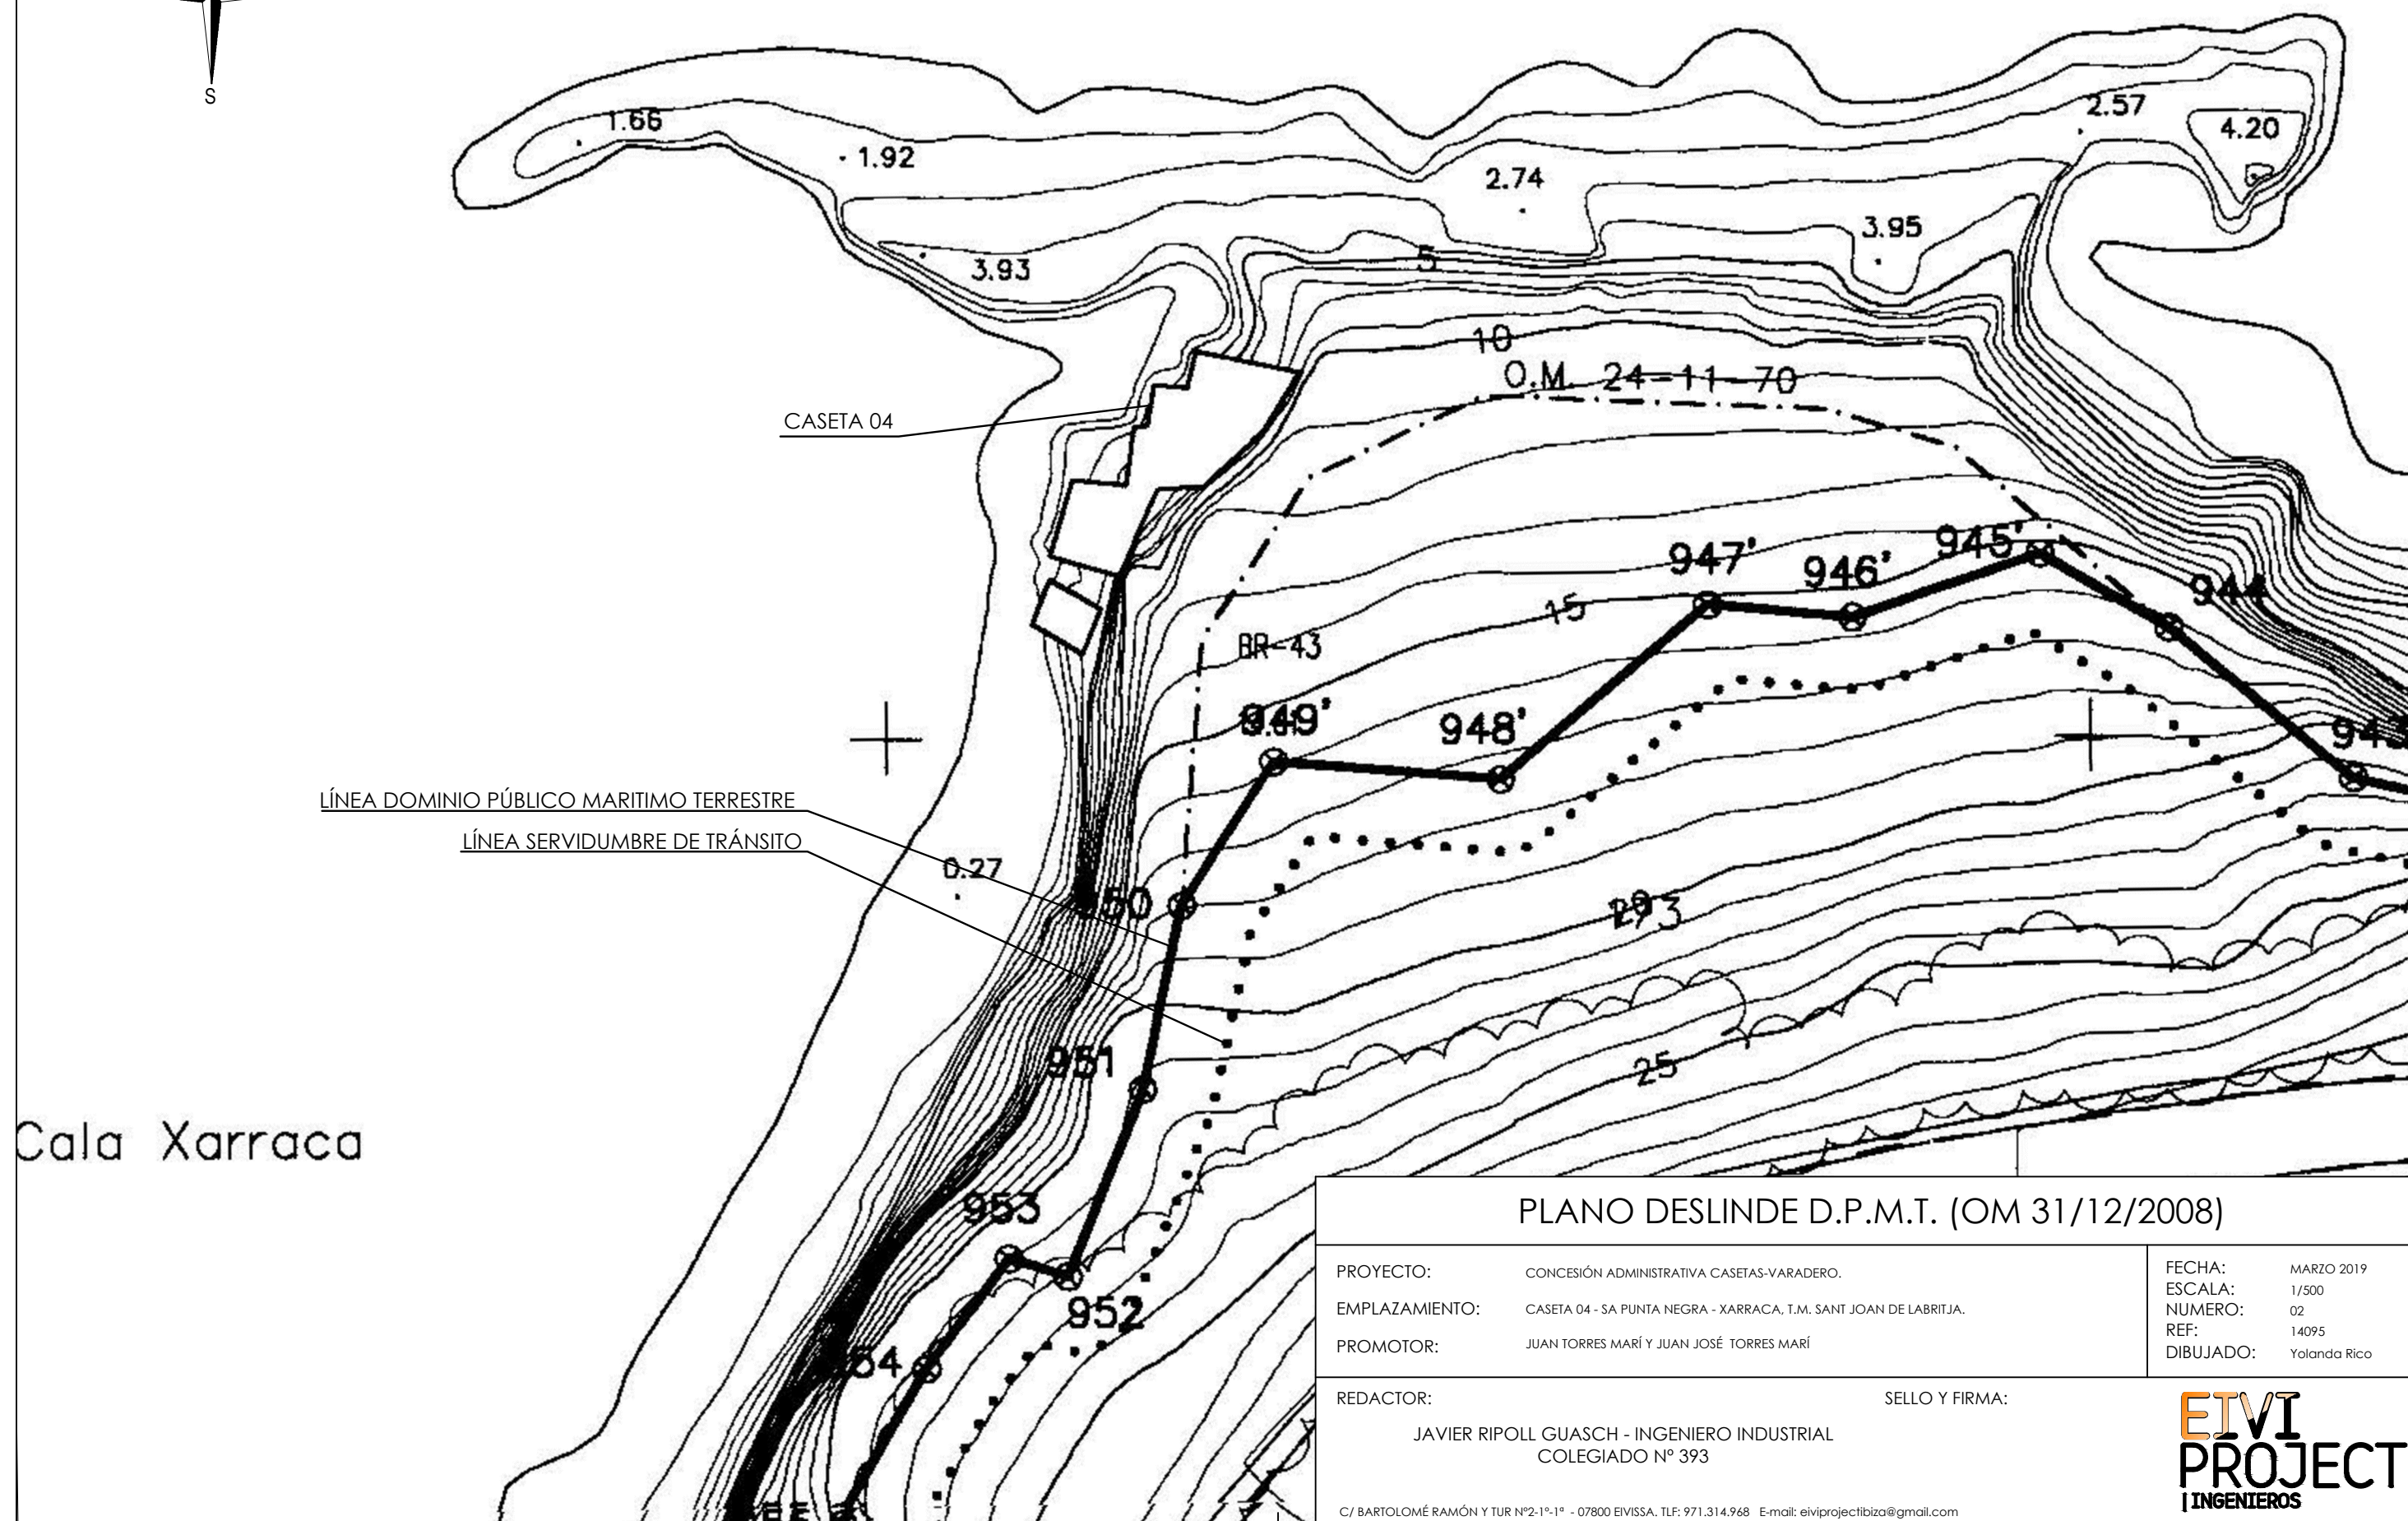 S
1.66
1.92
2.57
4.20
2.74
3.95
3.93
5
10
O.M. 24-11-70
CASETA 04
947'
946'
945'
944
15
BR-43
949'
948'
LÍNEA DOMINIO PÚBLICO MARITIMO TERRESTRE
LÍNEA SERVIDUMBRE DE TRÁNSITO
0.27
951
25
Cala Xarraca
953
952
PLANO DESLINDE D.P.M.T. (OM 31/12/2008)
PROYECTO: CONCESIÓN ADMINISTRATIVA CASETAS-VARADERO.
EMPLAZAMIENTO: CASETA 04 - SA PUNTA NEGRA - XARRACA, T.M. SANT JOAN DE LABRITJA.
PROMOTOR: JUAN TORRES MARÍ Y JUAN JOSÉ TORRES MARÍ
FECHA: MARZO 2019
ESCALA: 1/500
NUMERO: 02
REF: 14095
DIBUJADO: Yolanda Rico
REDACTOR:
SELLO Y FIRMA:
JAVIER RIPOLL GUASCH - INGENIERO INDUSTRIAL
COLEGIADO Nº 393
EIVI
PROJECT
| INGENIEROS
C/ BARTOLOMÉ RAMÓN Y TUR Nº2-1º-1ª - 07800 EIVISSA. TLF: 971.314.968 E-mail: eiviprojectibiza@gmail.com